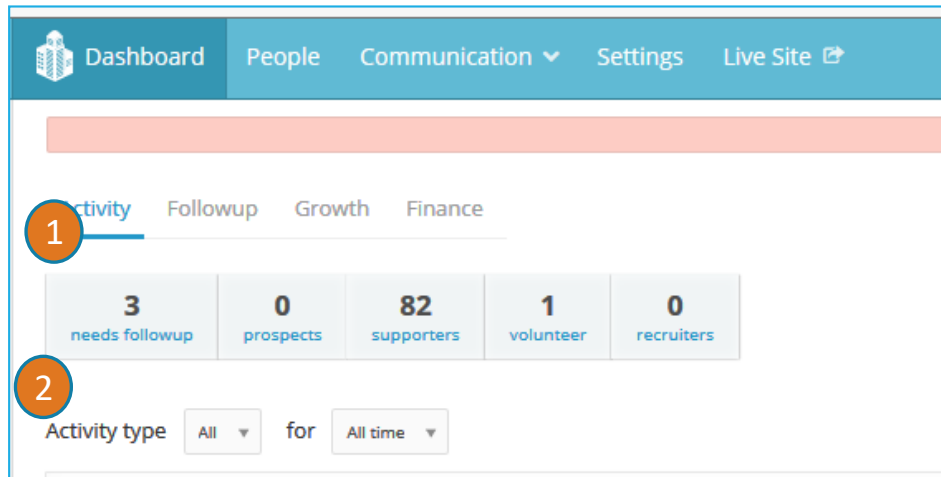 Dashboard People Communication Settings Live Site
Activity Followup Growth Finance
1
3 0 82 1 0
needs followup prospects supporters volunteer recruiters
2
Activity type All for All time